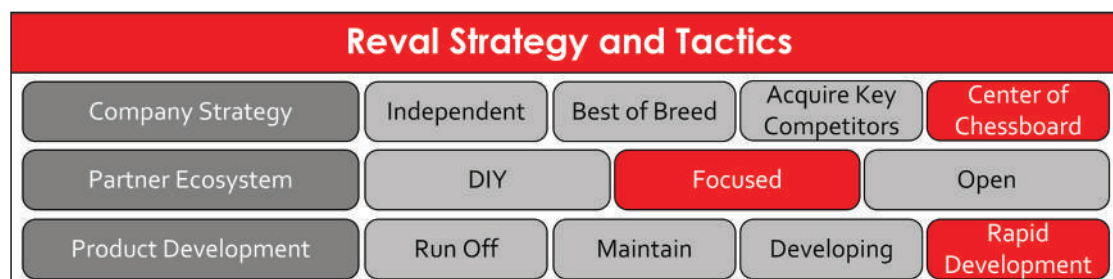 Reval Strategy and Tactics
Company Strategy
Independent
Best of Breed
Acquire Key
Competitors
Center of
Chessboard
Partner Ecosystem
DIY
Focused
Open
Product Development
Run Off
Maintain
Developing
Rapid
Development